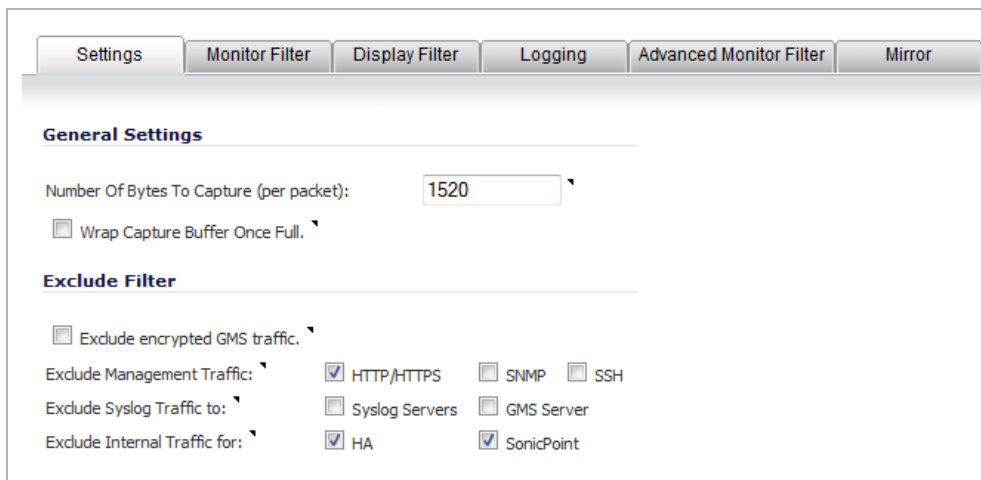 Settings Monitor Filter Display Filter Logging Advanced Monitor Filter Mirror
General Settings
Number Of Bytes To Capture (per packet): 1520
Wrap Capture Buffer Once Full.
Exclude Filter
Exclude encrypted GMS traffic.
Exclude Management Traffic: HTTP/HTTPS SNMP SSH
Exclude Syslog Traffic to: Syslog Servers GMS Server
Exclude Internal Traffic for: HA SonicPoint